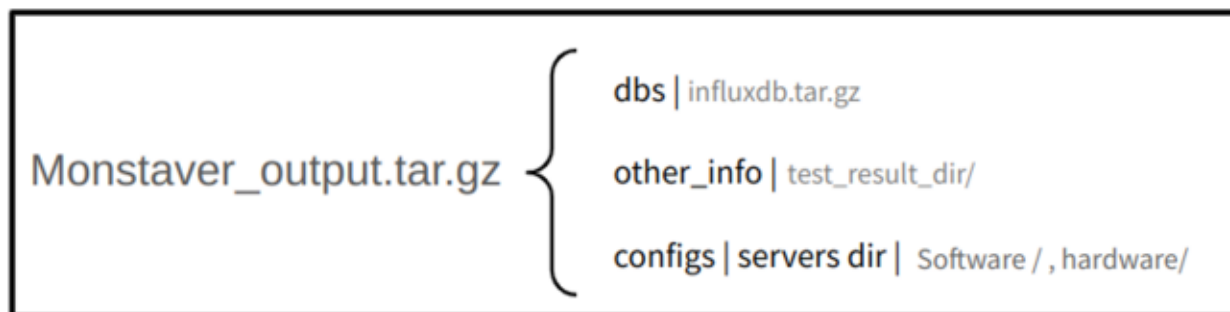 dbs | influxdb.tar.gz
Monstaver_output.tar.gz
other_info | test_result_dir/
configs | servers dir | Software / , hardware/